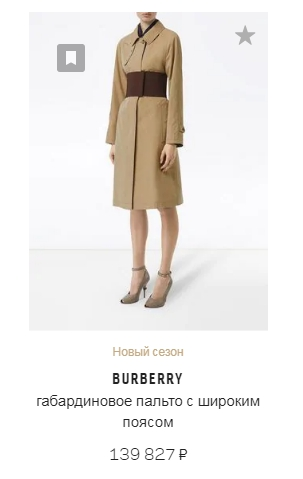 Новый сезон
BURBERRY
габардиновое пальто с широким
поясом
139 827 ₽